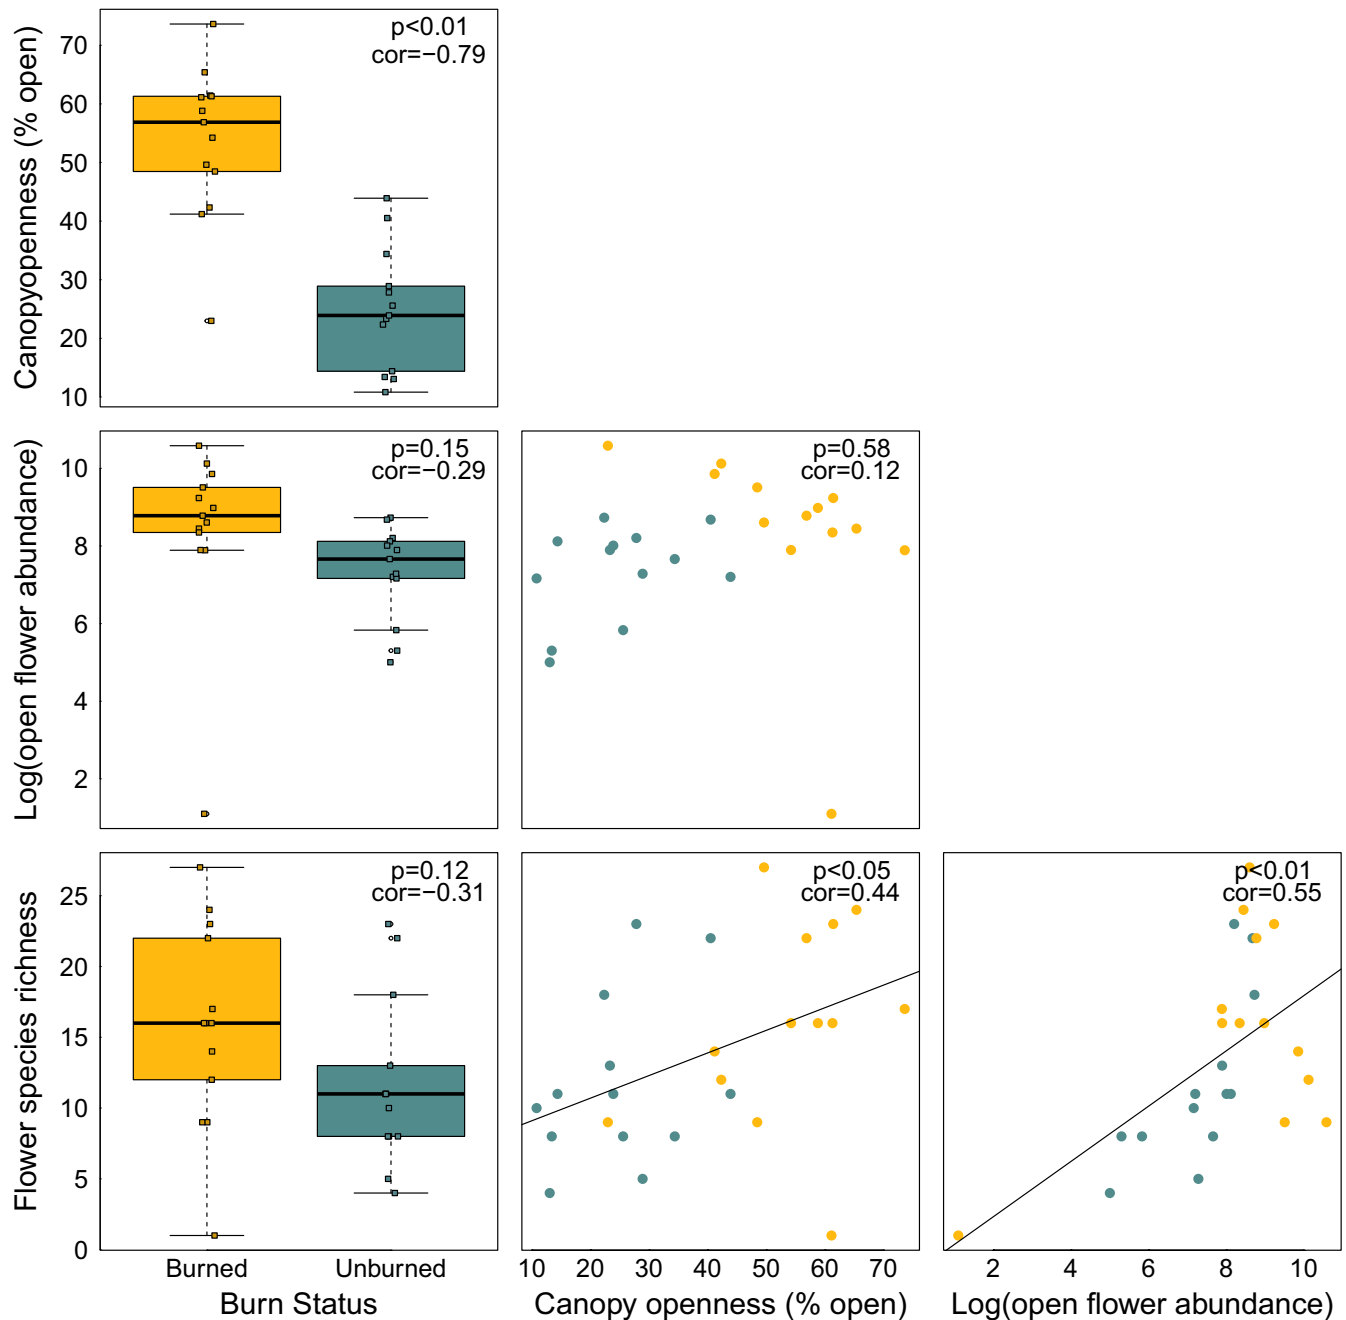 p<0.01
cor=−0.79
70
60
50
40
30
20
10
Canopyopenness (% open)
p=0.15
cor=−0.29
10
8
6
4
2
Log(open flower abundance)
p=0.58
cor=0.12
p=0.12
cor=−0.31
25
20
15
10
5
0
Flower species richness
Burned Unburned
Burn Status
p<0.05
cor=0.44
10 20 30 40 50 60 70
Canopy openness (% open)
p<0.01
cor=0.55
2 4 6 8 10
Log(open flower abundance)